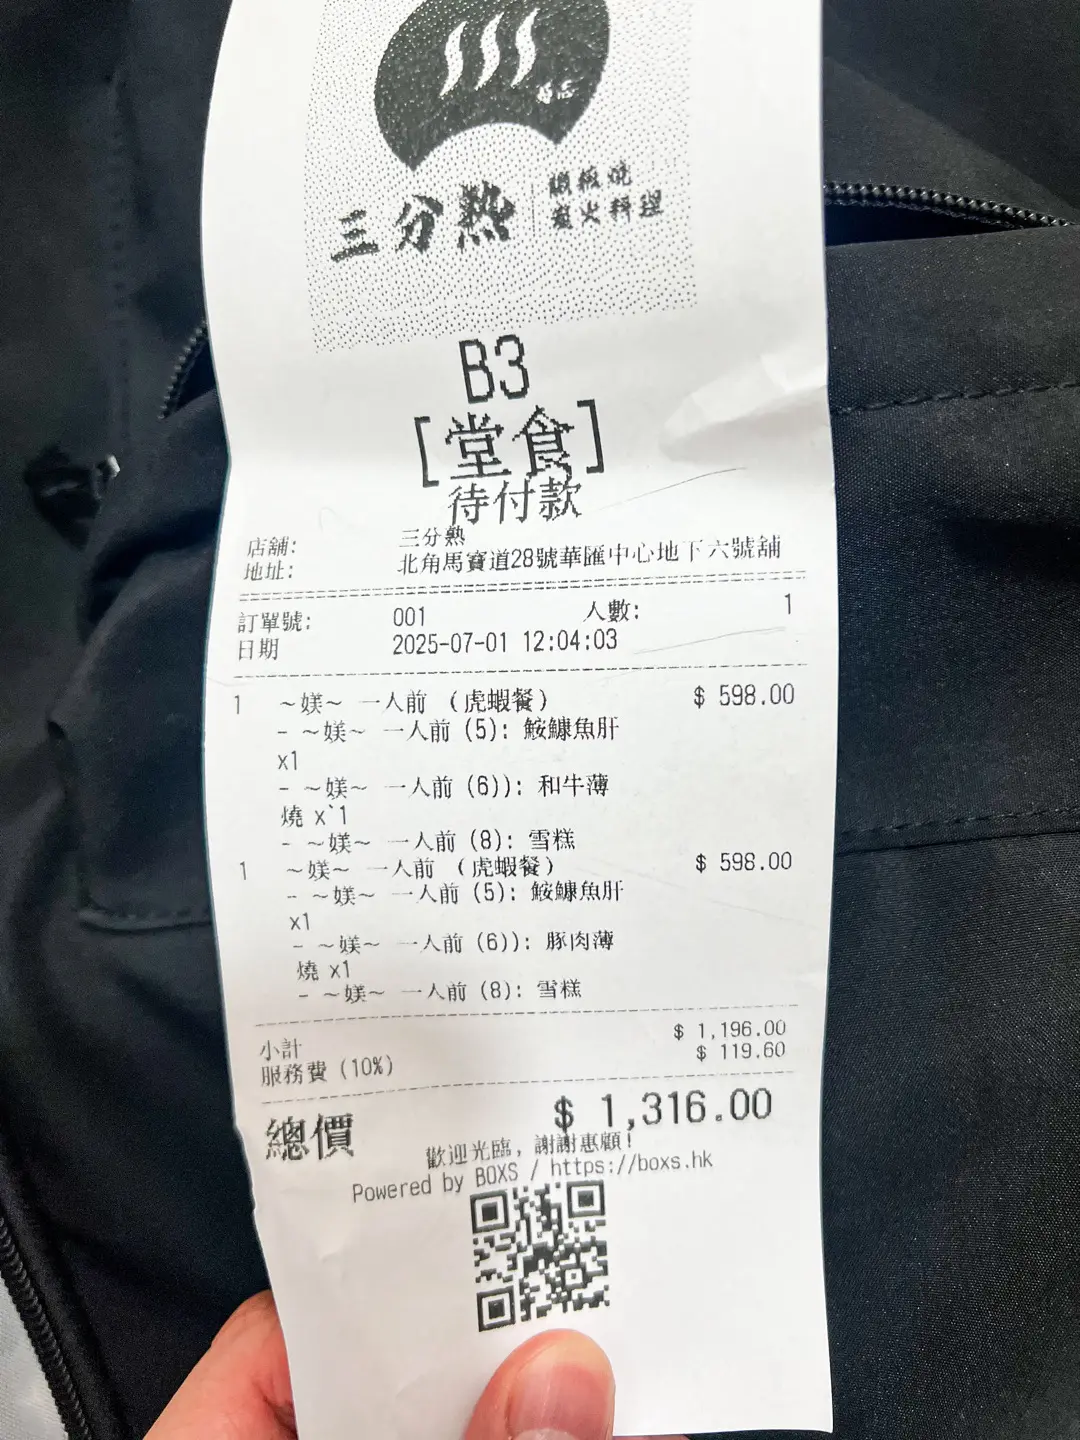 三分熟
鐵板燒
炭火料理
B3
[堂食]
待付款
店舖: 三分熟
地址: 北角馬寶道28號華匯中心地下六號舖
訂單號: 001 人數: 1
日期 2025-07-01 12:04:03
1 ~媄~ 一人前 (虎蝦餐) $ 598.00
- ~媄~ 一人前 (5): 鮟鱇魚肝
x1
- ~媄~ 一人前 (6)): 和牛薄
燒 x`1
- ~媄~ 一人前 (8): 雪糕
1 ~媄~ 一人前 (虎蝦餐) $ 598.00
- ~媄~ 一人前 (5): 鮟鱇魚肝
x1
- ~媄~ 一人前 (6)): 豚肉薄
燒 x1
- ~媄~ 一人前 (8): 雪糕
小計 $ 1,196.00
服務費 (10%) $ 119.60
總價 $ 1,316.00
歡迎光臨, 謝謝惠顧!
Powered by BOXS / https://boxs.hk